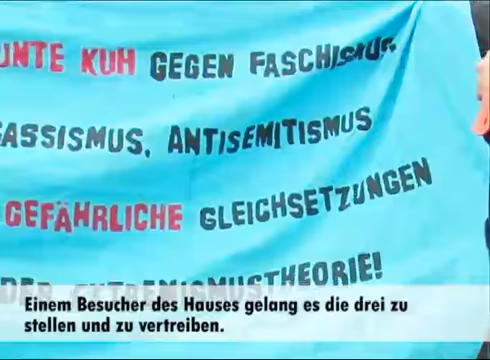 UNTE KUH GEGEN FASCHISMUS
ASSISMUS, ANTISEMITISMUS
GEFÄHRLICHE GLEICHSETZUNGEN
DER EXTREMISMUSTHEORIE!
Einem Besucher des Hauses gelang es die drei zu
stellen und zu vertreiben.